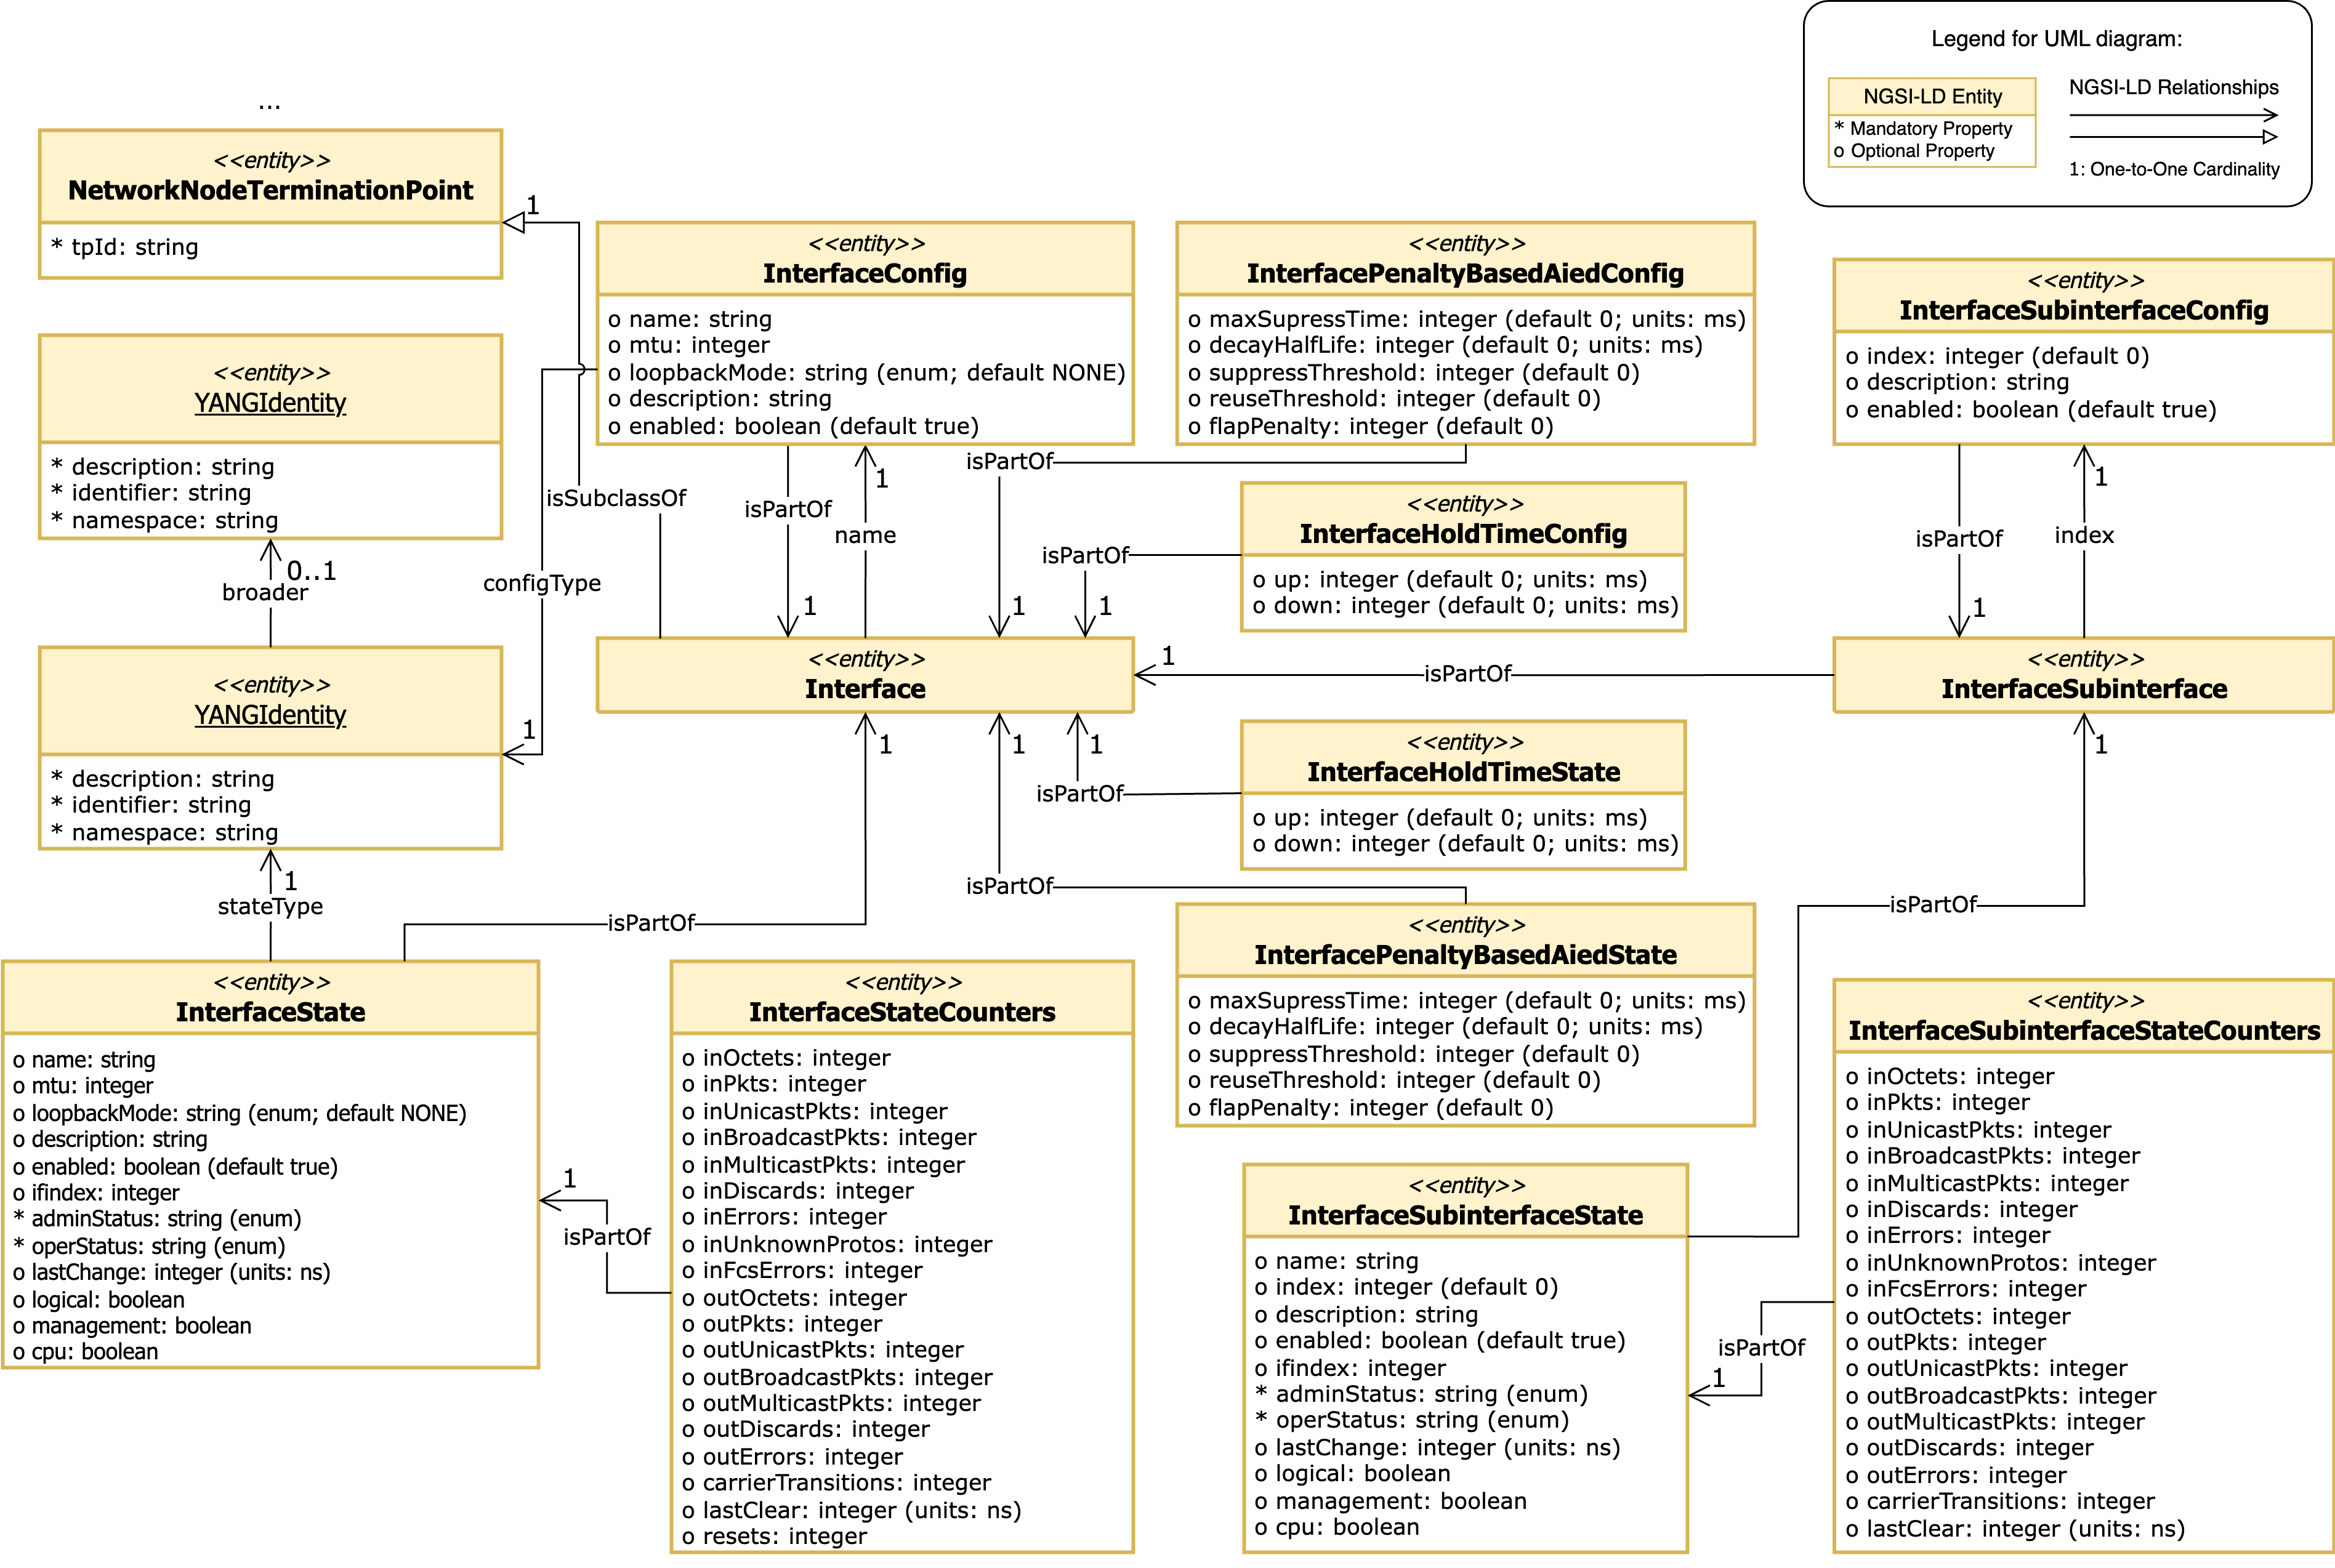 Legend for UML diagram:
NGSI-LD Entity
* Mandatory Property
o Optional Property
NGSI-LD Relationships
1: One-to-One Cardinality
...
<<entity>>
NetworkNodeTerminationPoint
* tpId: string
1
isSubclassOf
<<entity>>
InterfaceConfig
o name: string
o mtu: integer
o loopbackMode: string (enum; default NONE)
o description: string
o enabled: boolean (default true)
<<entity>>
InterfacePenaltyBasedAiedConfig
o maxSupressTime: integer (default 0; units: ms)
o decayHalfLife: integer (default 0; units: ms)
o suppressThreshold: integer (default 0)
o reuseThreshold: integer (default 0)
o flapPenalty: integer (default 0)
<<entity>>
InterfaceSubinterfaceConfig
o index: integer (default 0)
o description: string
o enabled: boolean (default true)
<<entity>>
YANGIdentity
* description: string
* identifier: string
* namespace: string
0..1
broader
configType
1
isPartOf
1
name
1
isPartOf
1
<<entity>>
InterfaceHoldTimeConfig
o up: integer (default 0; units: ms)
o down: integer (default 0; units: ms)
isPartOf
1
isPartOf
1
index
1
<<entity>>
YANGIdentity
* description: string
* identifier: string
* namespace: string
<<entity>>
Interface
1
isPartOf
<<entity>>
InterfaceSubinterface
1
stateType
isPartOf
1
1
isPartOf
1
isPartOf
<<entity>>
InterfaceHoldTimeState
o up: integer (default 0; units: ms)
o down: integer (default 0; units: ms)
1
isPartOf
<<entity>>
InterfaceState
o name: string
o mtu: integer
o loopbackMode: string (enum; default NONE)
o description: string
o enabled: boolean (default true)
o ifindex: integer
* adminStatus: string (enum)
* operStatus: string (enum)
o lastChange: integer (units: ns)
o logical: boolean
o management: boolean
o cpu: boolean
1
isPartOf
<<entity>>
InterfaceStateCounters
o inOctets: integer
o inPkts: integer
o inUnicastPkts: integer
o inBroadcastPkts: integer
o inMulticastPkts: integer
o inDiscards: integer
o inErrors: integer
o inUnknownProtos: integer
o inFcsErrors: integer
o outOctets: integer
o outPkts: integer
o outUnicastPkts: integer
o outBroadcastPkts: integer
o outMulticastPkts: integer
o outDiscards: integer
o outErrors: integer
o carrierTransitions: integer
o lastClear: integer (units: ns)
o resets: integer
<<entity>>
InterfacePenaltyBasedAiedState
o maxSupressTime: integer (default 0; units: ms)
o decayHalfLife: integer (default 0; units: ms)
o suppressThreshold: integer (default 0)
o reuseThreshold: integer (default 0)
o flapPenalty: integer (default 0)
<<entity>>
InterfaceSubinterfaceState
o name: string
o index: integer (default 0)
o description: string
o enabled: boolean (default true)
o ifindex: integer
* adminStatus: string (enum)
* operStatus: string (enum)
o lastChange: integer (units: ns)
o logical: boolean
o management: boolean
o cpu: boolean
isPartOf
1
<<entity>>
InterfaceSubinterfaceStateCounters
o inOctets: integer
o inPkts: integer
o inUnicastPkts: integer
o inBroadcastPkts: integer
o inMulticastPkts: integer
o inDiscards: integer
o inErrors: integer
o inUnknownProtos: integer
o inFcsErrors: integer
o outOctets: integer
o outPkts: integer
o outUnicastPkts: integer
o outBroadcastPkts: integer
o outMulticastPkts: integer
o outDiscards: integer
o outErrors: integer
o carrierTransitions: integer
o lastClear: integer (units: ns)